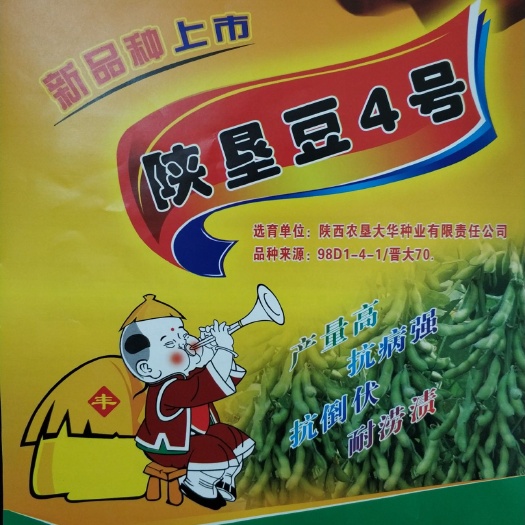 新品种上市
陕垦豆4号
选育单位：陕西农垦大华种业有限责任公司
品种来源：98D1-4-1/晋大70.
产量高
抗病强
抗倒伏
耐涝渍
丰